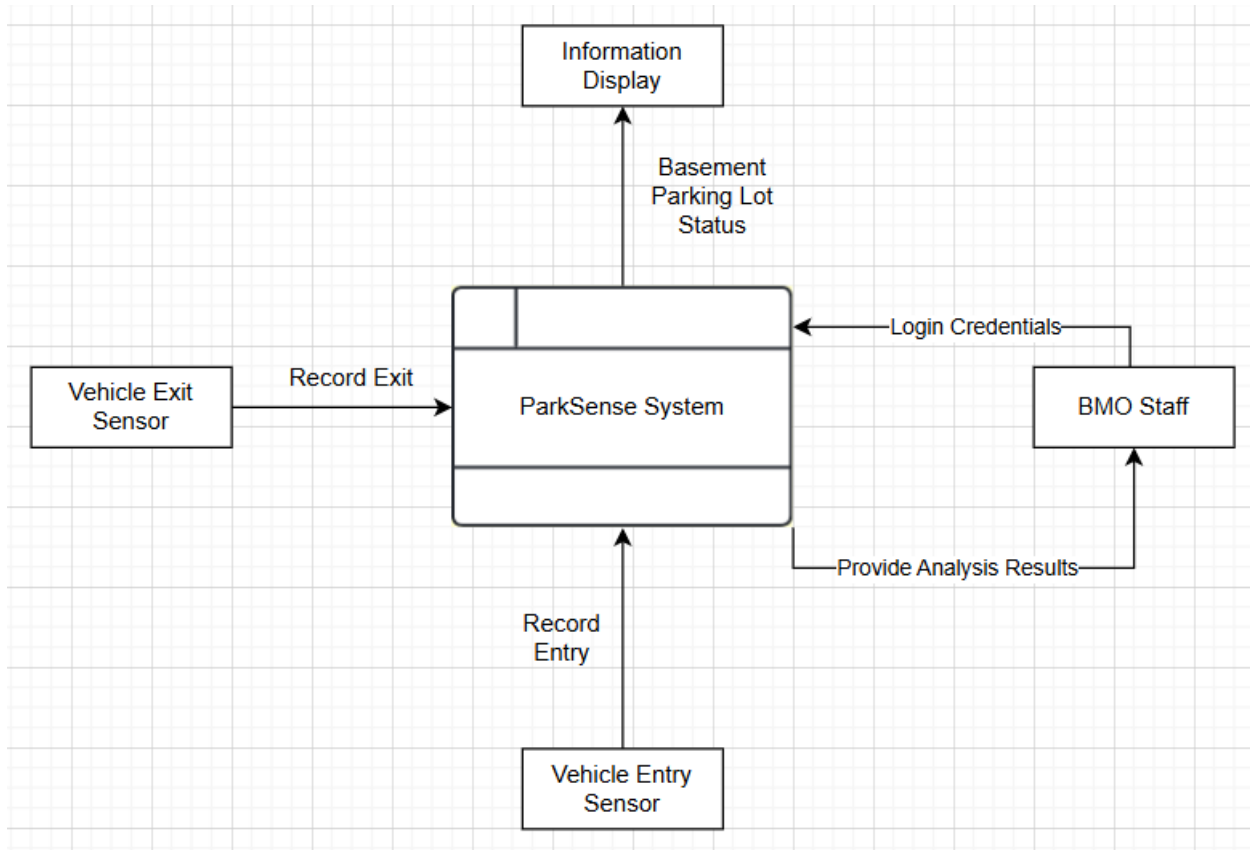 Information
Display
Basement
Parking Lot
Status
Login Credentials
Vehicle Exit
Sensor
Record Exit
ParkSense System
BMO Staff
Provide Analysis Results
Record
Entry
Vehicle Entry
Sensor